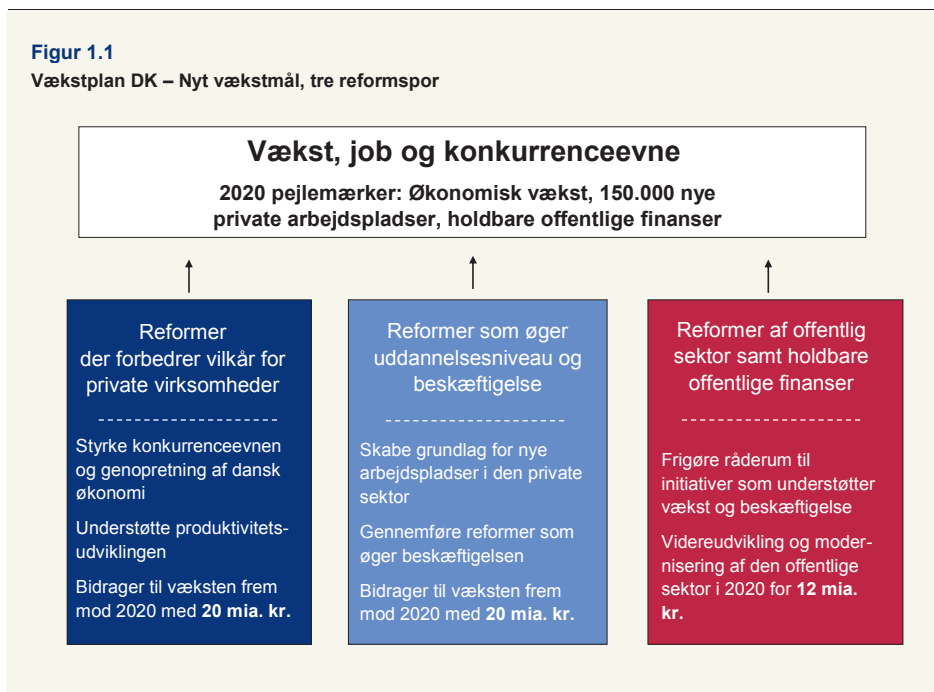 Figur 1.1
Vækstplan DK – Nyt vækstmål, tre reformspor
Vækst, job og konkurrenceevne
2020 pejlemærker: Økonomisk vækst, 150.000 nye
private arbejdspladser, holdbare offentlige finanser
Reformer
der forbedrer vilkår for
private virksomheder
Styrke konkurrenceevnen
og genopretning af dansk
økonomi
Understøtte produktivitets-
udviklingen
Bidrager til væksten frem
mod 2020 med 20 mia. kr.
Reformer som øger
uddannelsesniveau og
beskæftigelse
Skabe grundlag for nye
arbejdspladser i den private
sektor
Gennemføre reformer som
øger beskæftigelsen
Bidrager til væksten frem
mod 2020 med 20 mia. kr.
Reformer af offentlig
sektor samt holdbare
offentlige finanser
Frigøre råderum til
initiativer som understøtter
vækst og beskæftigelse
Videreudvikling og moder-
nisering af den offentlige
sektor i 2020 for 12 mia.
kr.